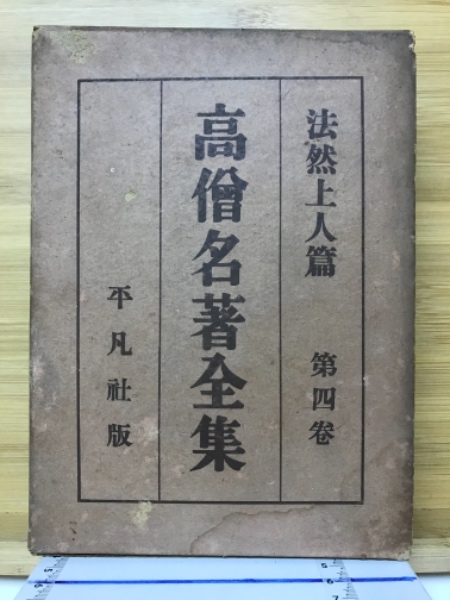 法然上人篇　第四卷
高僧名著全集
平凡社版